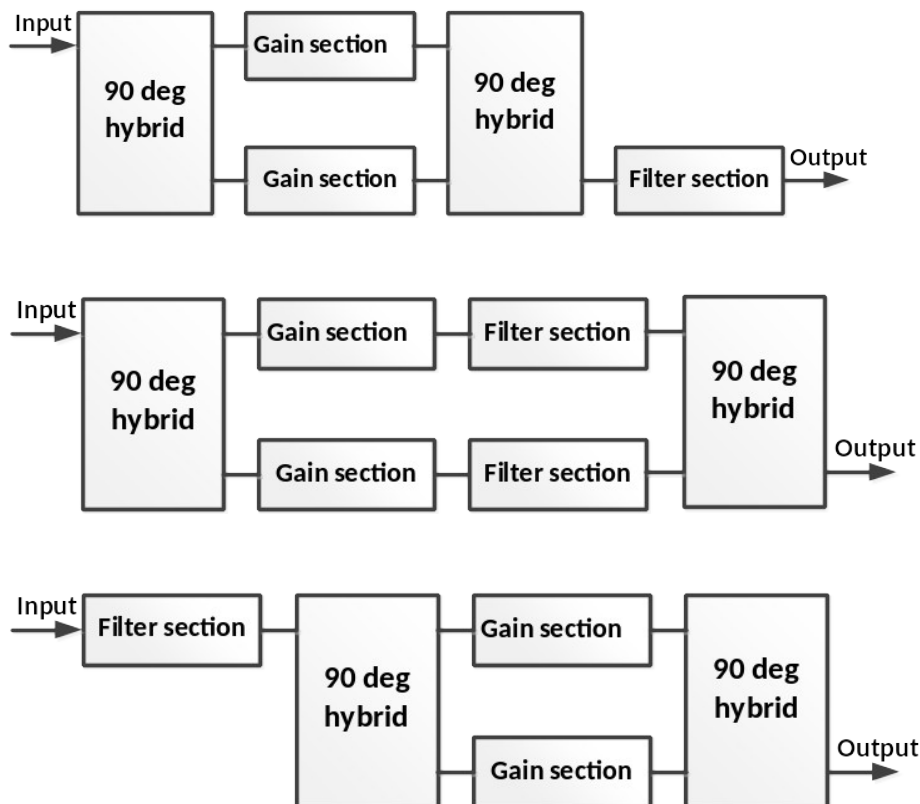 Input
Gain section
90 deg
hybrid
90 deg
hybrid
Gain section
Filter section
Output
Input
Gain section
Filter section
90 deg
hybrid
90 deg
hybrid
Gain section
Filter section
Output
Input
Filter section
Gain section
90 deg
hybrid
90 deg
hybrid
Gain section
Output